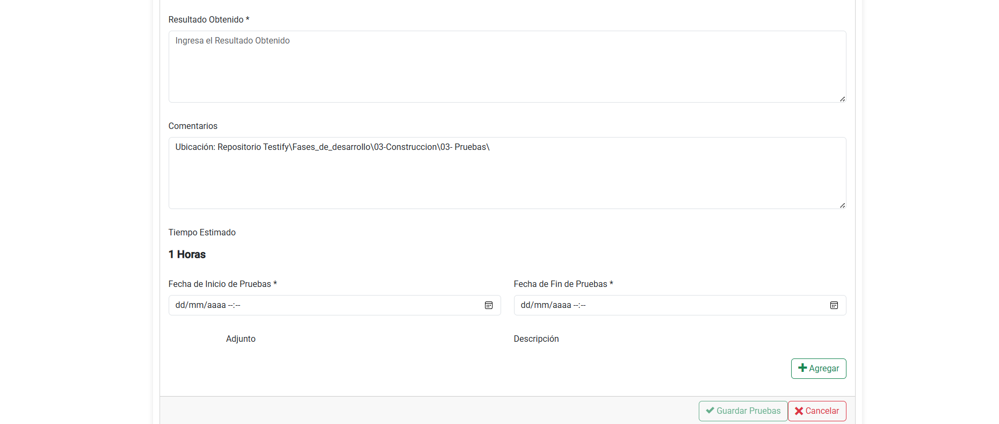 Resultado Obtenido *
Ingresa el Resultado Obtenido
Comentarios
Ubicación: Repositorio Testify\Fases_de_desarrollo\03-Construccion\03- Pruebas\
Tiempo Estimado
1 Horas
Fecha de Inicio de Pruebas *
Fecha de Fin de Pruebas *
dd/mm/aaaa --:--
dd/mm/aaaa --:--
Adjunto
Descripción
Agregar
Guardar Pruebas
Cancelar